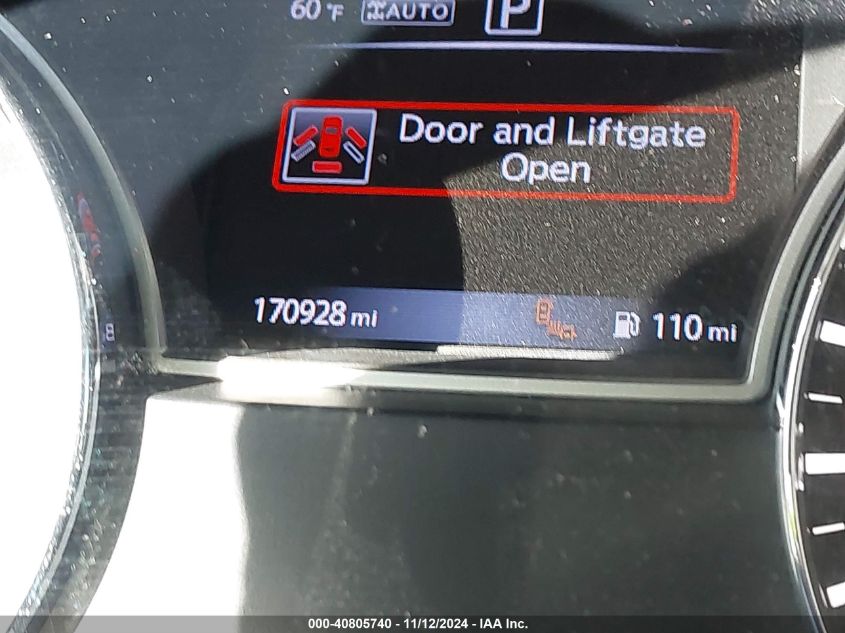 60°F AUTO P
Door and Liftgate
Open
170928 mi 110 mi
000-40805740 - 11/12/2024 - IAA Inc.